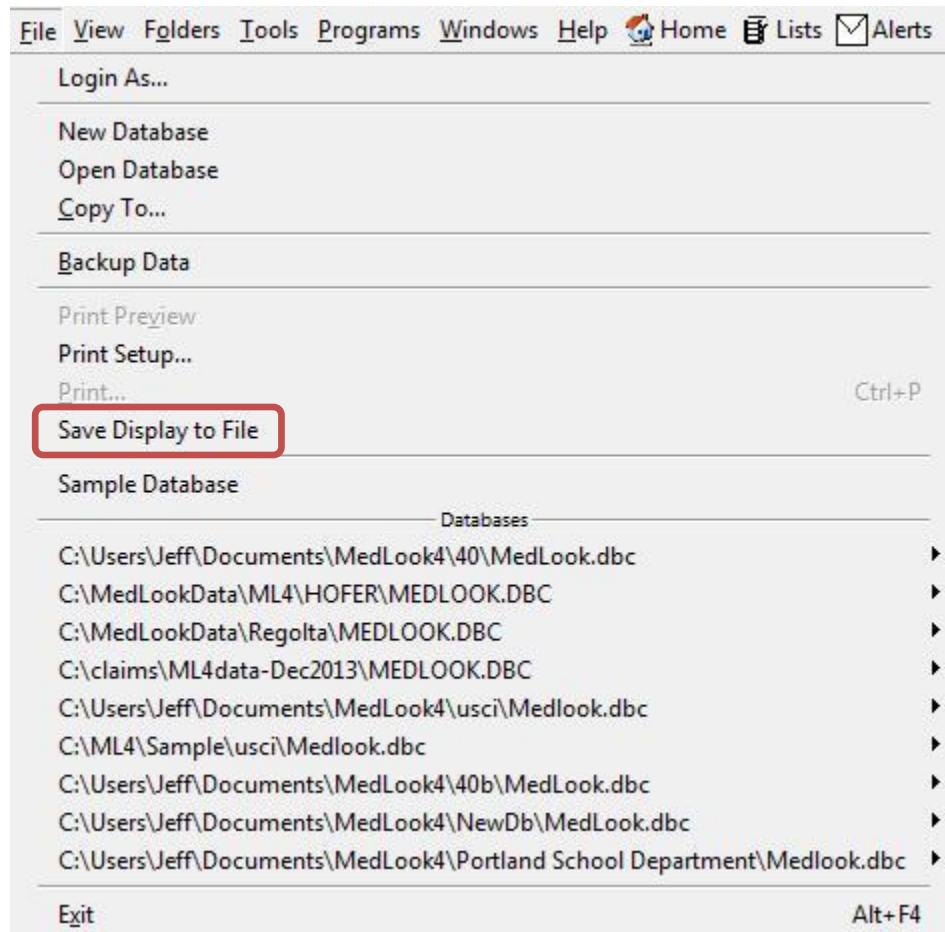 File View Folders Tools Programs Windows Help Home Lists Alerts
Login As...
New Database
Open Database
Copy To...
Backup Data
Print Preview
Print Setup...
Print... Ctrl+P
Save Display to File
Sample Database
Databases
C:\Users\Jeff\Documents\MedLook4\40\MedLook.dbc
C:\MedLookData\ML4\HOFER\MEDLOOK.DBC
C:\MedLookData\Regolta\MEDLOOK.DBC
C:\claims\ML4data-Dec2013\MEDLOOK.DBC
C:\Users\Jeff\Documents\MedLook4\usci\Medlook.dbc
C:\ML4\Sample\usci\Medlook.dbc
C:\Users\Jeff\Documents\MedLook4\40b\MedLook.dbc
C:\Users\Jeff\Documents\MedLook4\NewDb\MedLook.dbc
C:\Users\Jeff\Documents\MedLook4\Portland School Department\Medlook.dbc
Exit Alt+F4